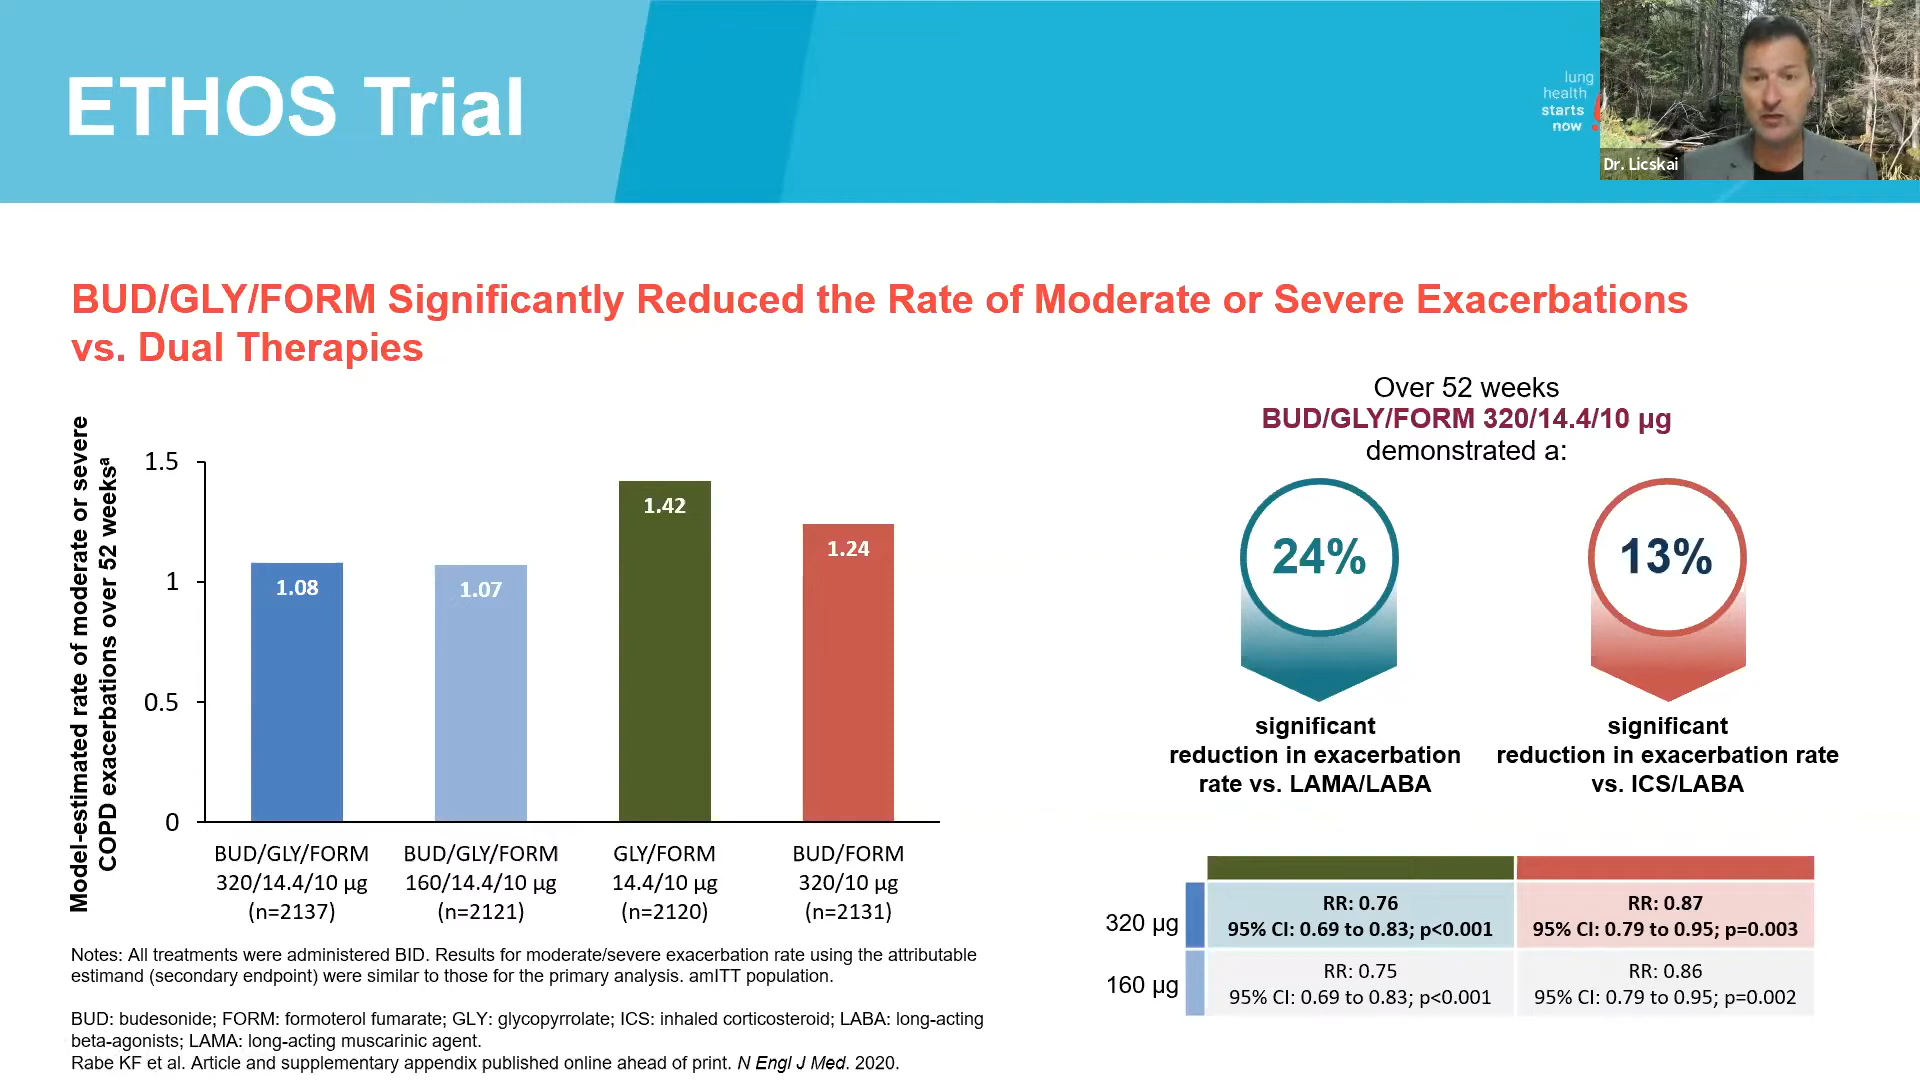 ETHOS Trial
lung
health
starts
now
Dr. Licskai
BUD/GLY/FORM Significantly Reduced the Rate of Moderate or Severe Exacerbations
vs. Dual Therapies
Model-estimated rate of moderate or severe
COPD exacerbations over 52 weeksᵃ
1.5
1
0.5
0
1.08
1.07
1.42
1.24
BUD/GLY/FORM
320/14.4/10 µg
(n=2137)
BUD/GLY/FORM
160/14.4/10 µg
(n=2121)
GLY/FORM
14.4/10 µg
(n=2120)
BUD/FORM
320/10 µg
(n=2131)
Over 52 weeks
BUD/GLY/FORM 320/14.4/10 µg
demonstrated a:
24%
significant
reduction in exacerbation
rate vs. LAMA/LABA
13%
significant
reduction in exacerbation rate
vs. ICS/LABA
320 µg
RR: 0.76
95% CI: 0.69 to 0.83; p<0.001
RR: 0.87
95% CI: 0.79 to 0.95; p=0.003
160 µg
RR: 0.75
95% CI: 0.69 to 0.83; p<0.001
RR: 0.86
95% CI: 0.79 to 0.95; p=0.002
Notes: All treatments were administered BID. Results for moderate/severe exacerbation rate using the attributable
estimand (secondary endpoint) were similar to those for the primary analysis. amITT population.
BUD: budesonide; FORM: formoterol fumarate; GLY: glycopyrrolate; ICS: inhaled corticosteroid; LABA: long-acting
beta-agonists; LAMA: long-acting muscarinic agent.
Rabe KF et al. Article and supplementary appendix published online ahead of print. N Engl J Med. 2020.